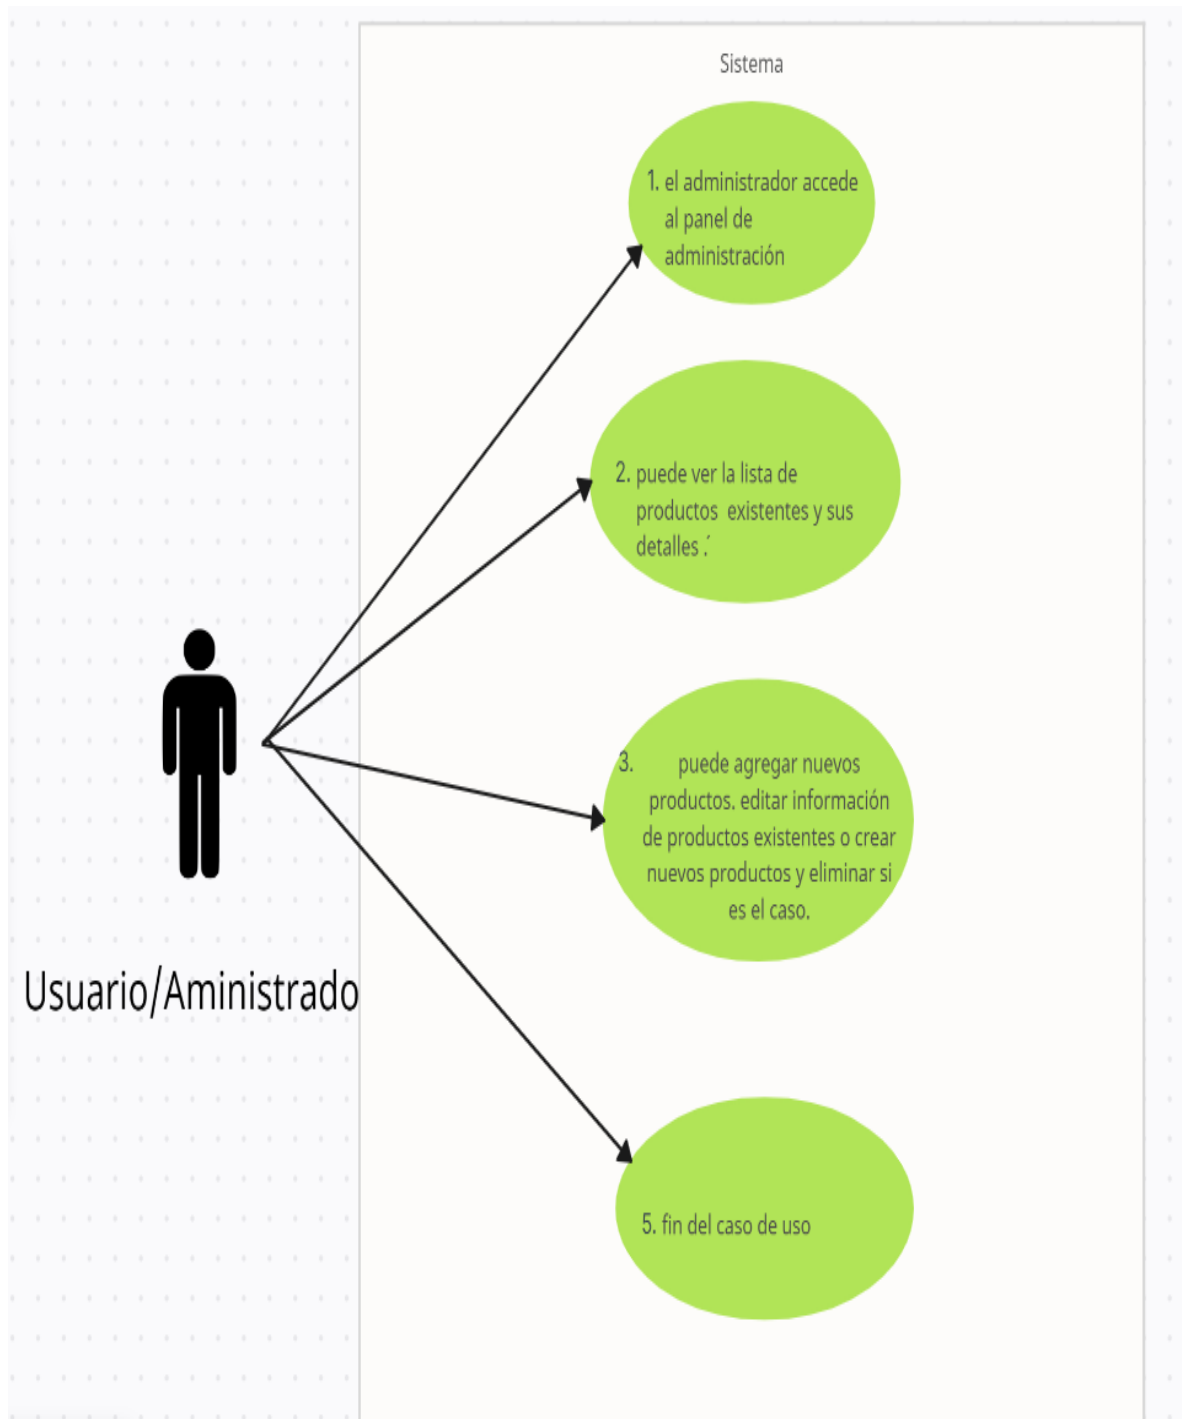 Sistema
1. el administrador accede
al panel de
administración
2. puede ver la lista de
productos existentes y sus
detalles .´
3. puede agregar nuevos
productos. editar información
de productos existentes o crear
nuevos productos y eliminar si
es el caso.
Usuario/Aministrado
5. fin del caso de uso